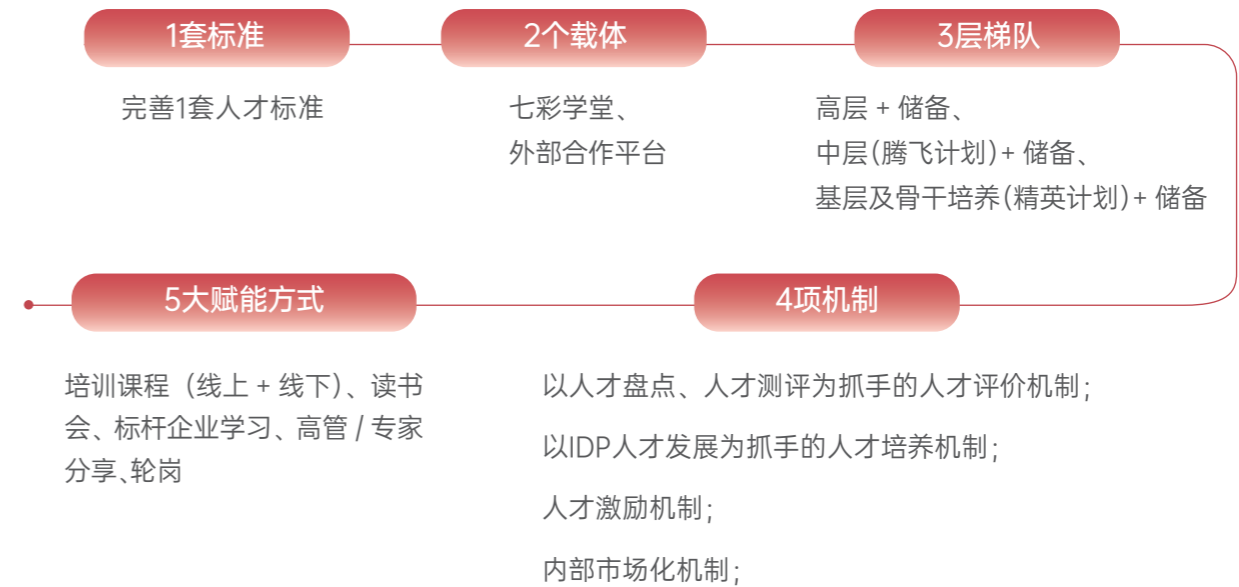 1套标准
完善1套人才标准
2个载体
七彩学堂、
外部合作平台
3层梯队
高层 + 储备、
中层(腾飞计划)+ 储备、
基层及骨干培养(精英计划)+ 储备
4项机制
以人才盘点、人才测评为抓手的人才评价机制;
以IDP人才发展为抓手的人才培养机制;
人才激励机制;
内部市场化机制;
5大赋能方式
培训课程（线上 + 线下)、读书
会、标杆企业学习、高管 / 专家
分享、轮岗